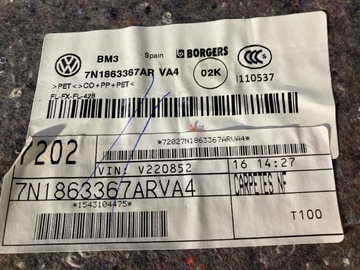 BM3 Spain BORGERS
7N1863367AR VA4 02K
>PET<>CO+PP+PET< I110537
FL-FX-FL-428
7202 *72027N1863367ARVA4*
VIN: V220852 16 14:27
7N1863367ARVA4 CARPETES NF
*1543104475* T100